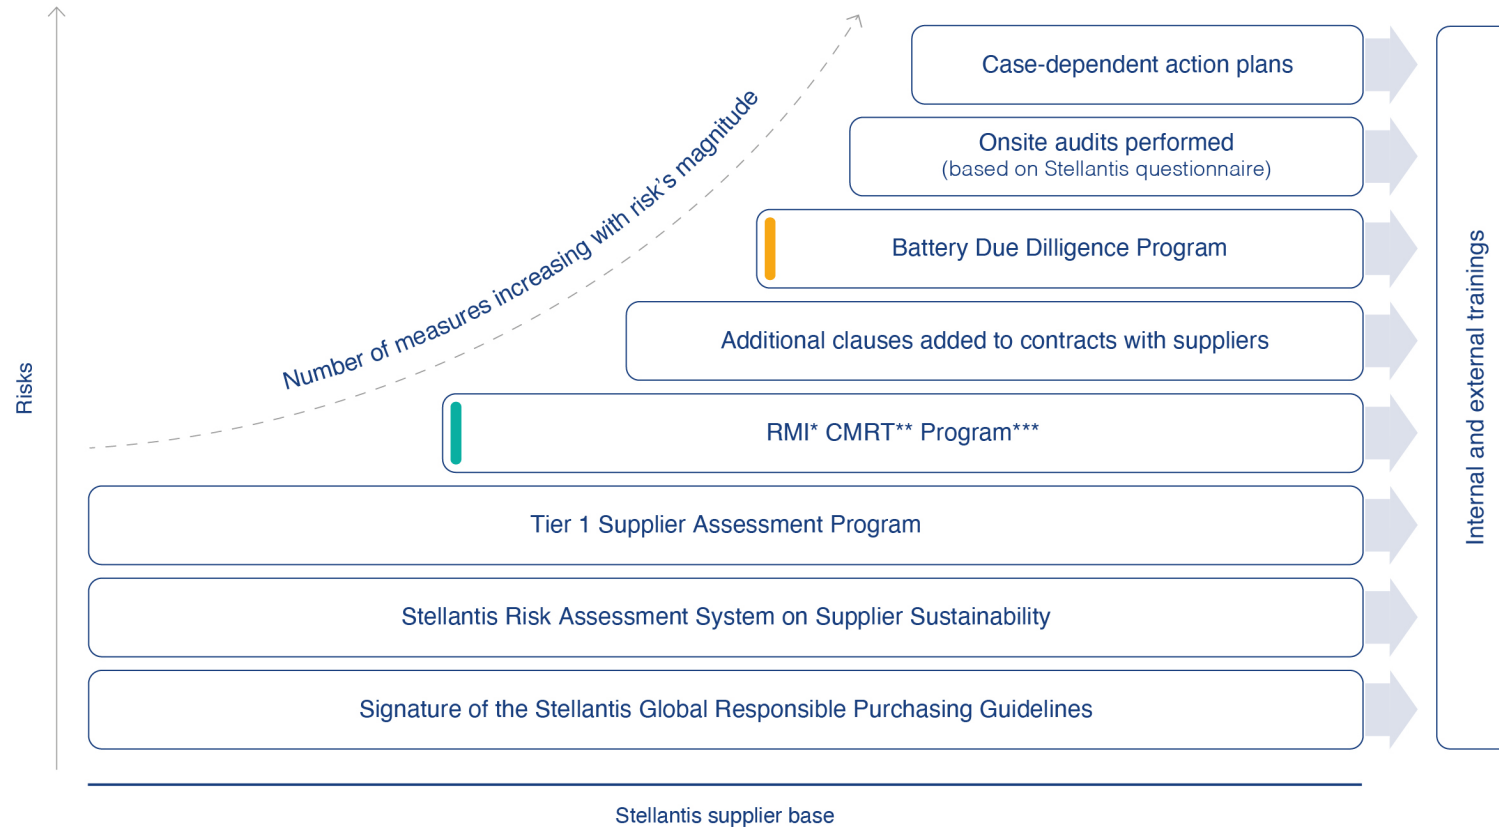 Case-dependent action plans
Onsite audits performed
(based on Stellantis questionnaire)
Battery Due Dilligence Program
Additional clauses added to contracts with suppliers
RMI* CMRT** Program***
Tier 1 Supplier Assessment Program
Stellantis Risk Assessment System on Supplier Sustainability
Signature of the Stellantis Global Responsible Purchasing Guidelines
Number of measures increasing with risk's magnitude
Risks
Stellantis supplier base
Internal and external trainings